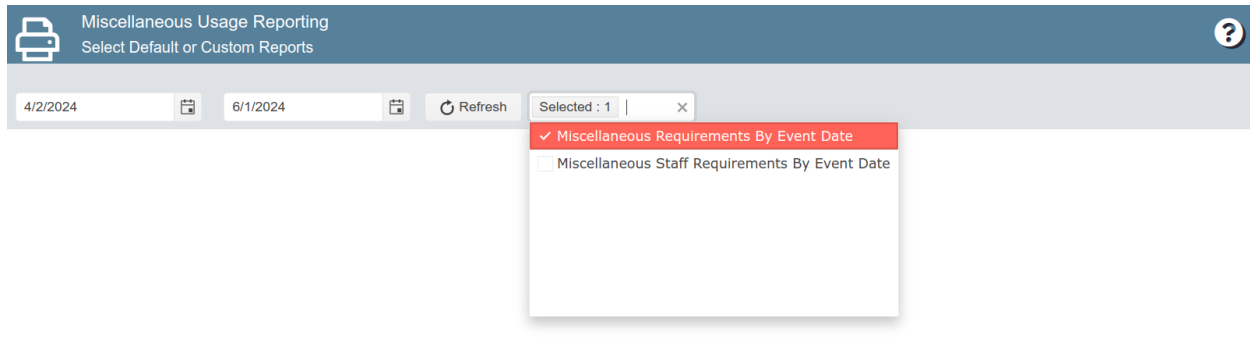 Miscellaneous Usage Reporting
Select Default or Custom Reports
?
4/2/2024 6/1/2024 Refresh Selected : 1
Miscellaneous Requirements By Event Date
Miscellaneous Staff Requirements By Event Date